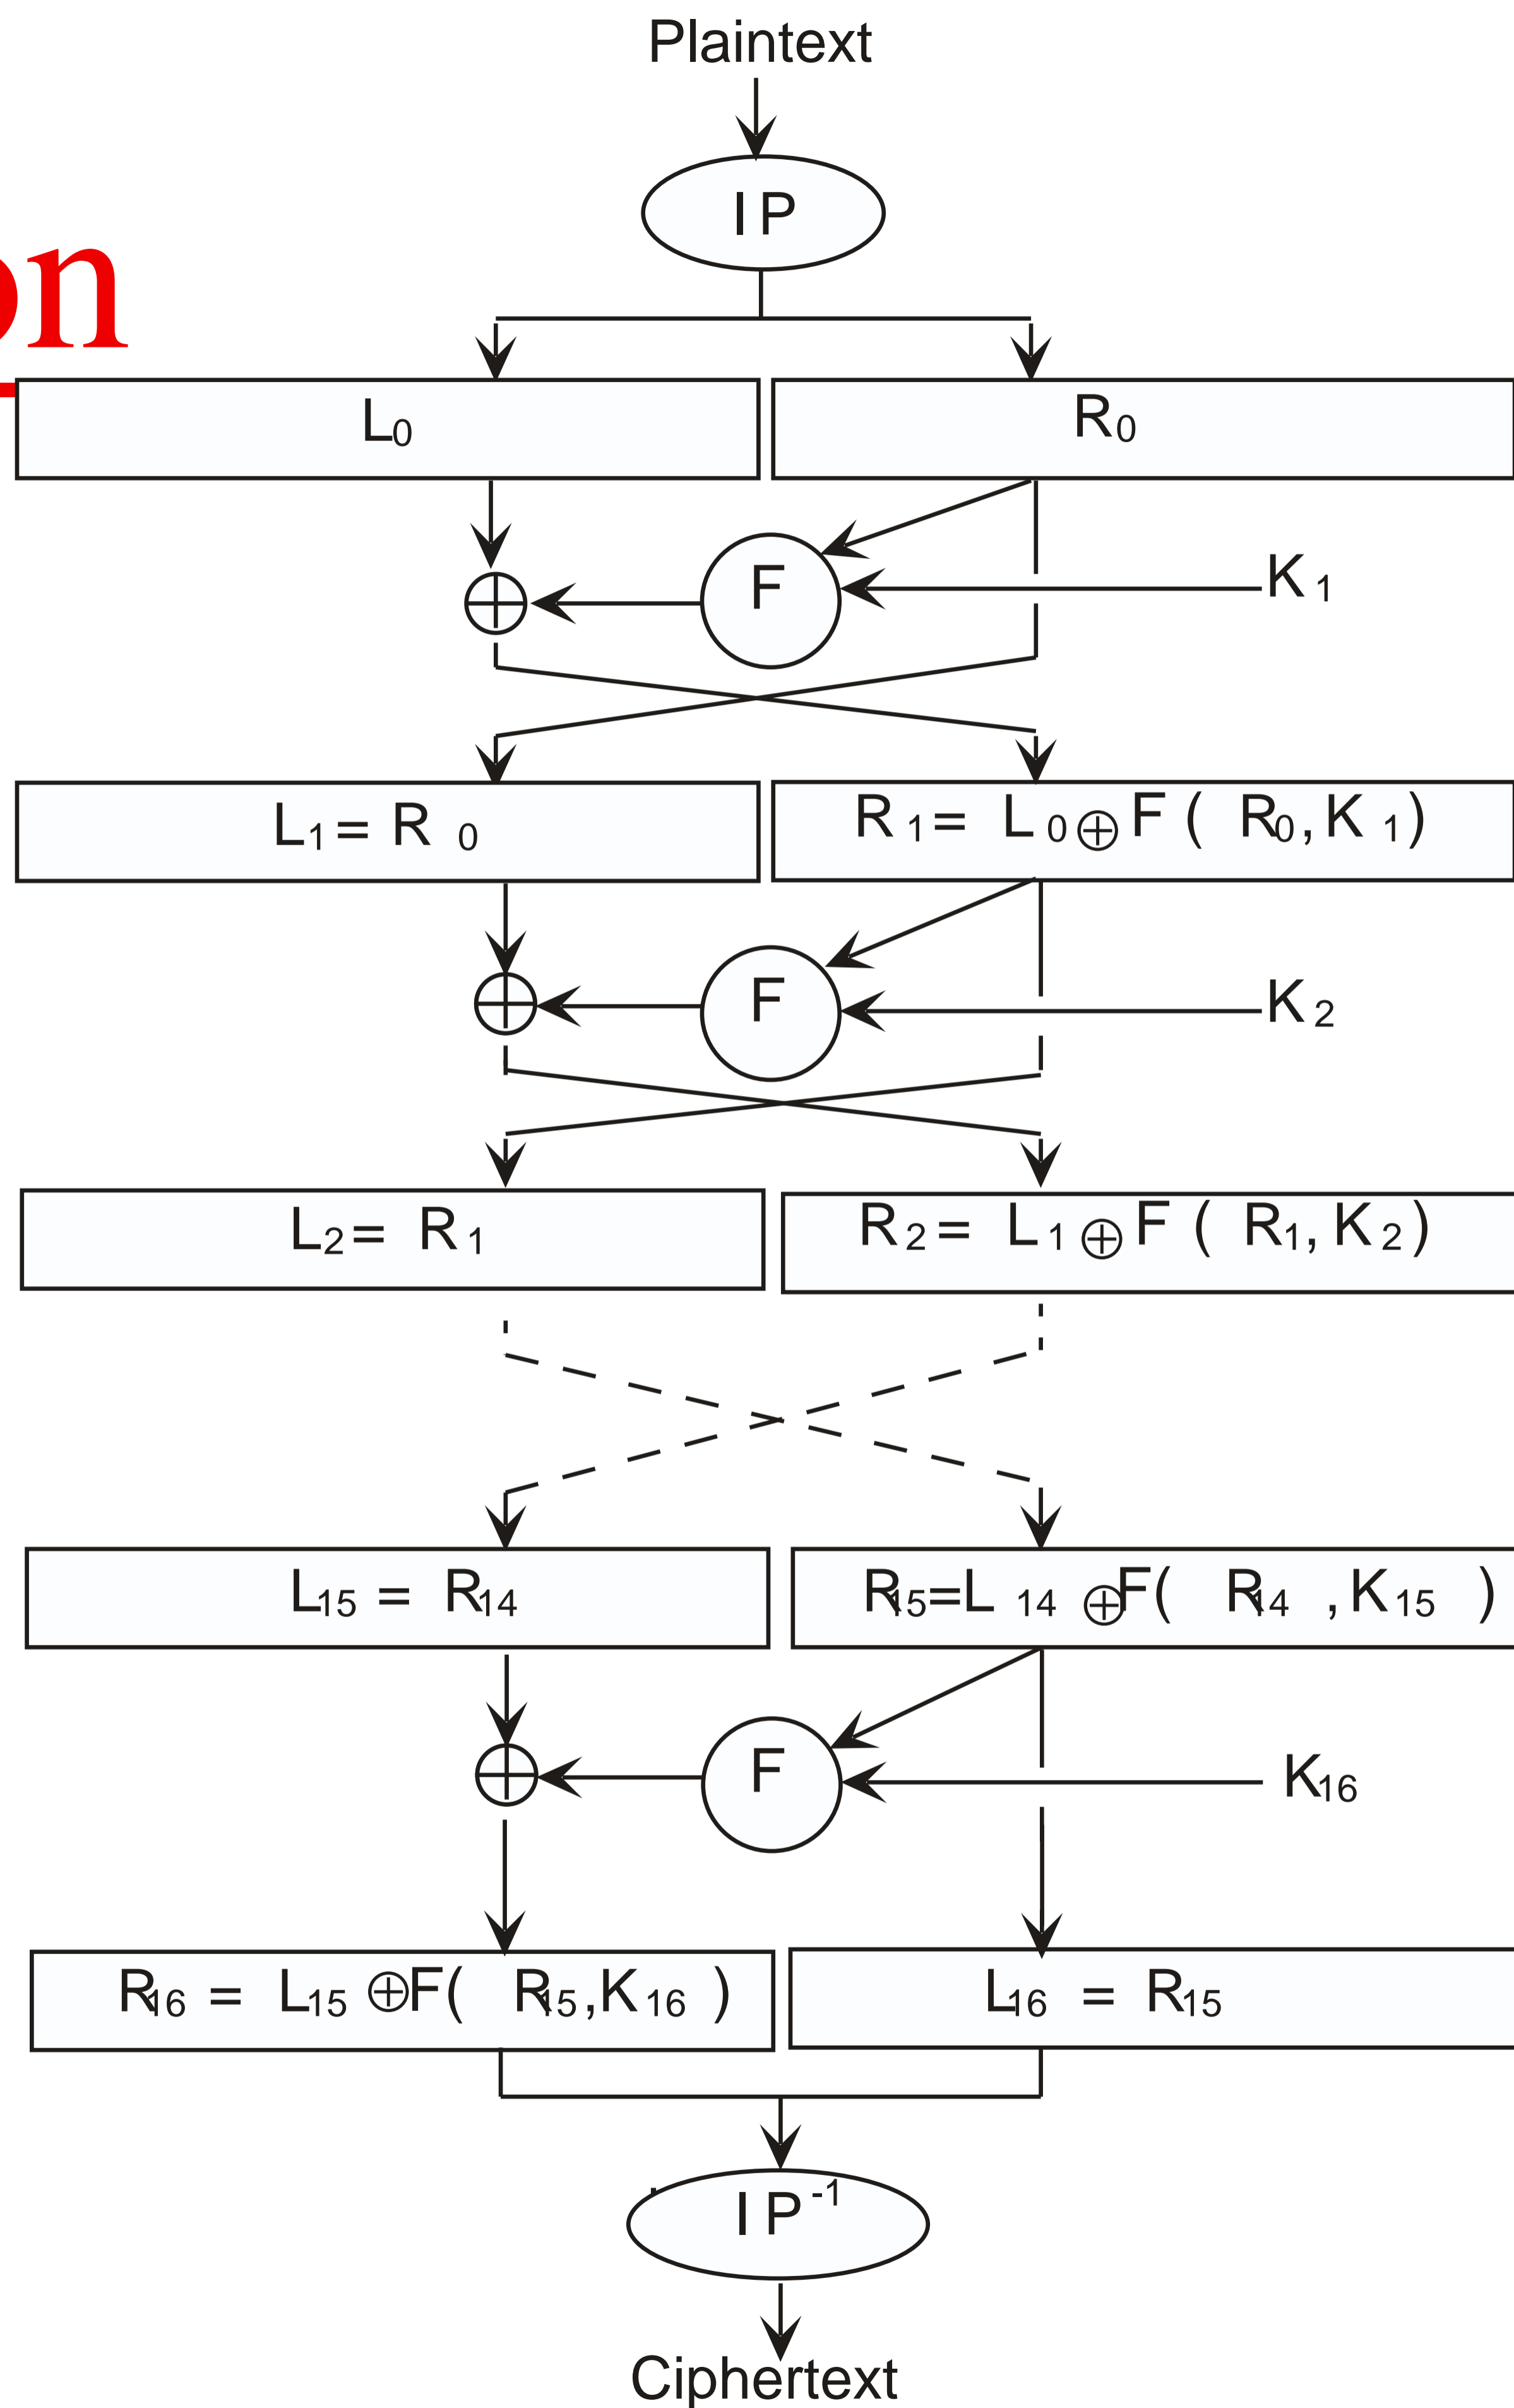 Plaintext
IP
on
L₀ R₀
F K₁
L₁= R₀ R₁= L₀⊕F( R₀,K₁)
F K₂
L₂= R₁ R₂= L₁⊕F( R₁,K₂)
L₁₅ = R₁₄ R₁₅=L₁₄ ⊕F( R₁₄ ,K₁₅ )
F K₁₆
R₁₆ = L₁₅ ⊕F( R₁₅,K₁₆ ) L₁₆ = R₁₅
IP⁻¹
Ciphertext